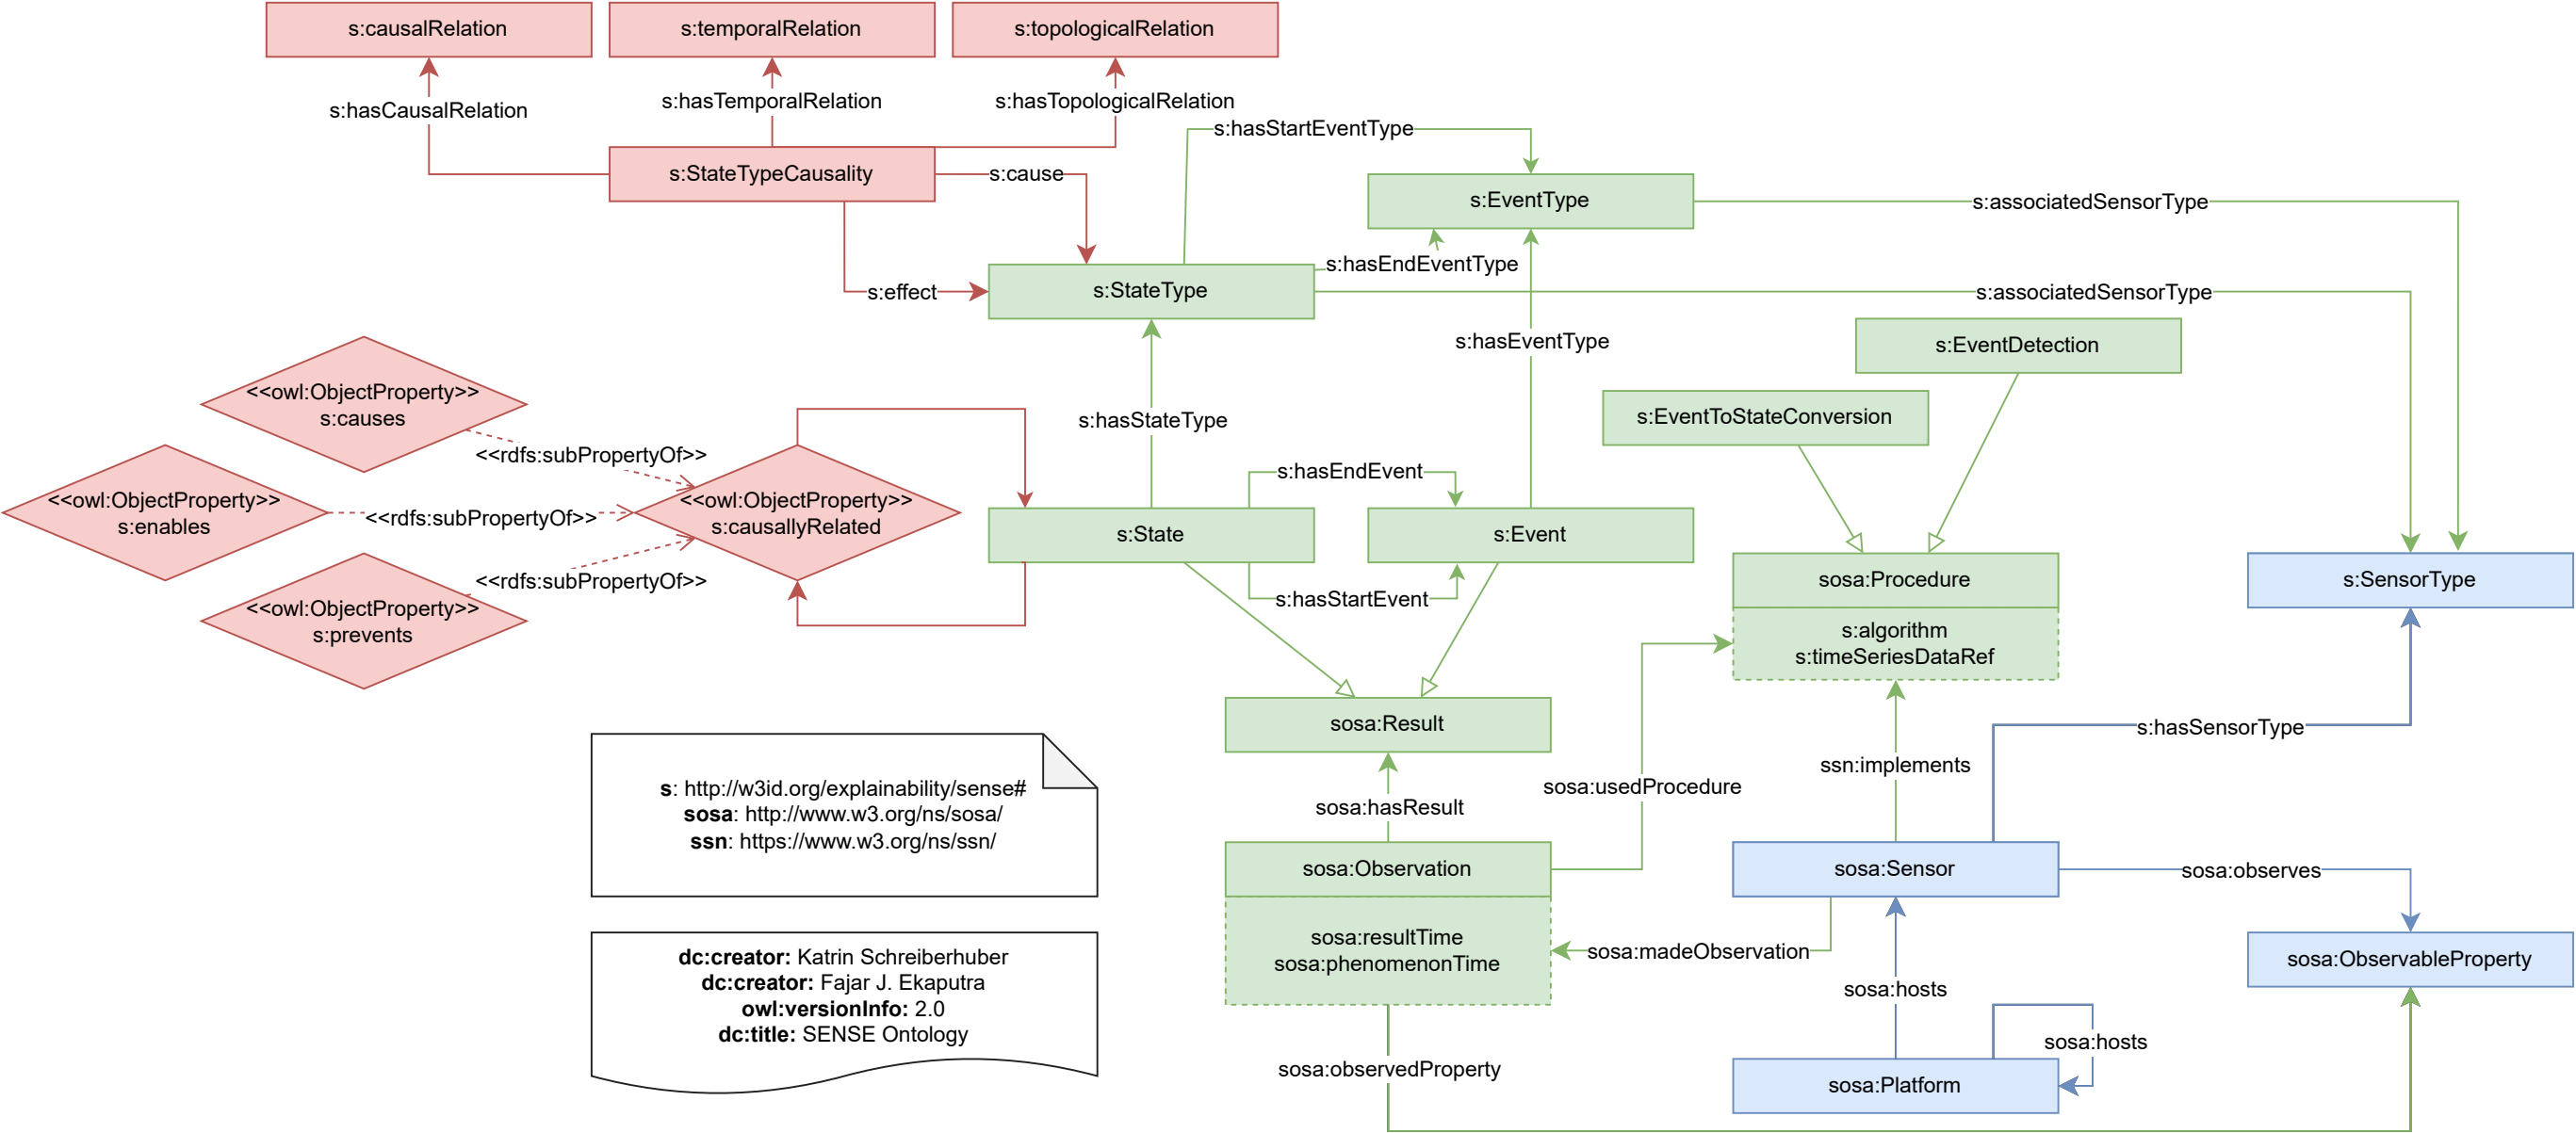 s:causalRelation
s:temporalRelation
s:topologicalRelation
s:hasCausalRelation
s:hasTemporalRelation
s:hasTopologicalRelation
s:hasStartEventType
s:StateTypeCausality
s:cause
s:EventType
s:associatedSensorType
s:hasEndEventType
s:effect
s:StateType
s:associatedSensorType
s:hasEventType
s:EventDetection
<<owl:ObjectProperty>>
s:causes
s:hasStateType
s:EventToStateConversion
<<rdfs:subPropertyOf>>
s:hasEndEvent
<<owl:ObjectProperty>>
s:enables
<<rdfs:subPropertyOf>>
<<owl:ObjectProperty>>
s:causallyRelated
s:State
s:Event
<<rdfs:subPropertyOf>>
s:hasStartEvent
sosa:Procedure
s:SensorType
<<owl:ObjectProperty>>
s:prevents
s:algorithm
s:timeSeriesDataRef
sosa:Result
s:hasSensorType
ssn:implements
sosa:usedProcedure
sosa:hasResult
s: http://w3id.org/explainability/sense#
sosa: http://www.w3.org/ns/sosa/
ssn: https://www.w3.org/ns/ssn/
sosa:Observation
sosa:Sensor
sosa:observes
sosa:resultTime
sosa:phenomenonTime
sosa:madeObservation
sosa:ObservableProperty
dc:creator: Katrin Schreiberhuber
dc:creator: Fajar J. Ekaputra
owl:versionInfo: 2.0
dc:title: SENSE Ontology
sosa:hosts
sosa:hosts
sosa:observedProperty
sosa:Platform